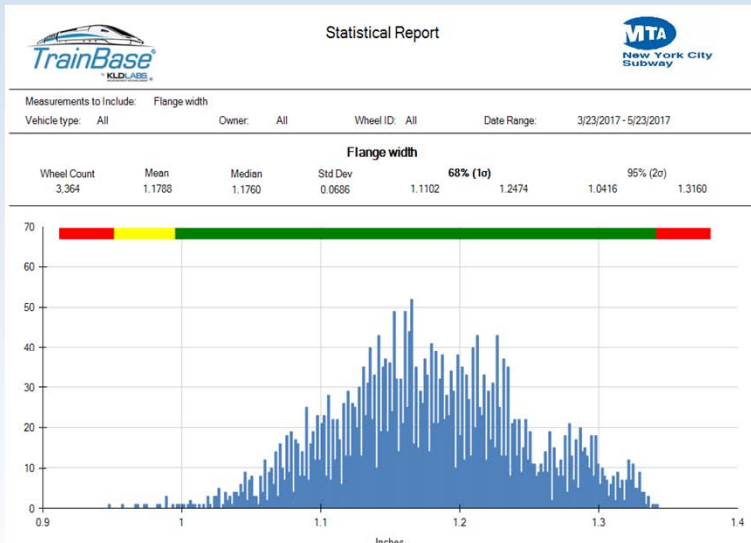 TrainBase
BY KLDLABS
Statistical Report
MTA
New York City
Subway
Measurements to Include: Flange width
Vehicle type: All Owner: All Wheel ID: All Date Range: 3/23/2017 - 5/23/2017
Flange width
Wheel Count Mean Median Std Dev 68% (1σ) 95% (2σ)
3,364 1.1788 1.1760 0.0686 1.1102 1.2474 1.0416 1.3160
70
60
50
40
30
20
10
0
0.9 1 1.1 1.2 1.3 1.4
Inches